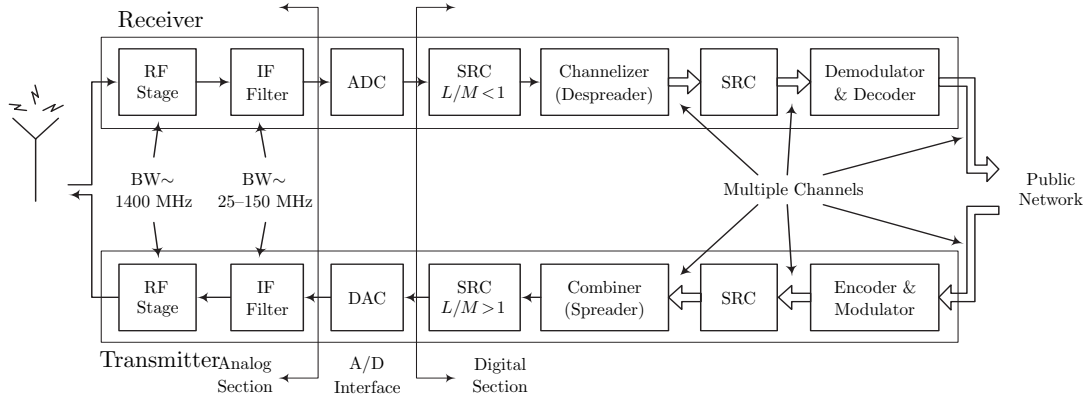 Receiver
RF
Stage
IF
Filter
ADC
SRC
L/M<1
Channelizer
(Despreader)
SRC
Demodulator
& Decoder
BW~
1400 MHz
BW~
25–150 MHz
Multiple Channels
Public
Network
RF
Stage
IF
Filter
DAC
SRC
L/M>1
Combiner
(Spreader)
SRC
Encoder &
Modulator
Transmitter
Analog
Section
A/D
Interface
Digital
Section